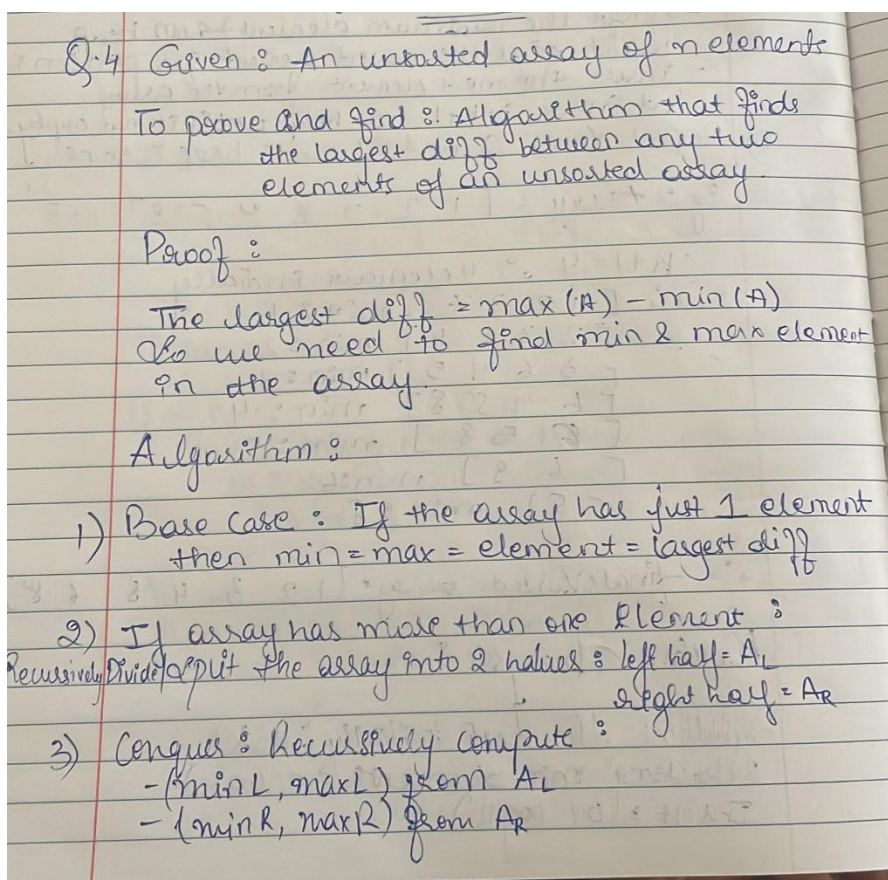 Q.4 Given : An unsorted array of n elements
To prove and find : Algorithim that finds
the largest diff between any two
elements of an unsorted array.
Proof :
The largest diff = max(A) - min(A)
So we need to find min & max element
in the array.
Algorithm :
1) Base Case : If the array has just 1 element
then min = max = element = largest diff
2) If array has more than one Element :
Recursively Divide/split the array into 2 halves : left half = AL
right half = AR
3) Conquer : Recursively Compute :
- (minL, maxL) from AL
- (minR, maxR) from AR